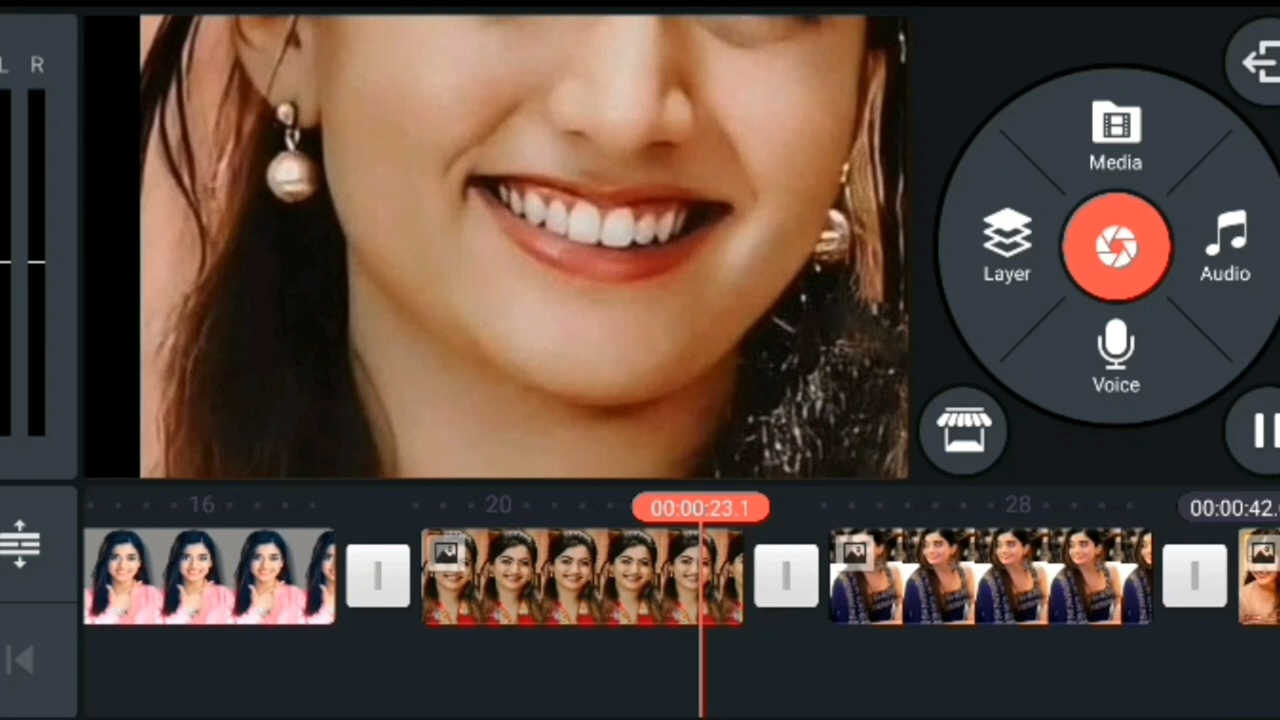 L R
Media
Layer
Audio
Voice
16
20
00:00:23.1
28
00:00:42.